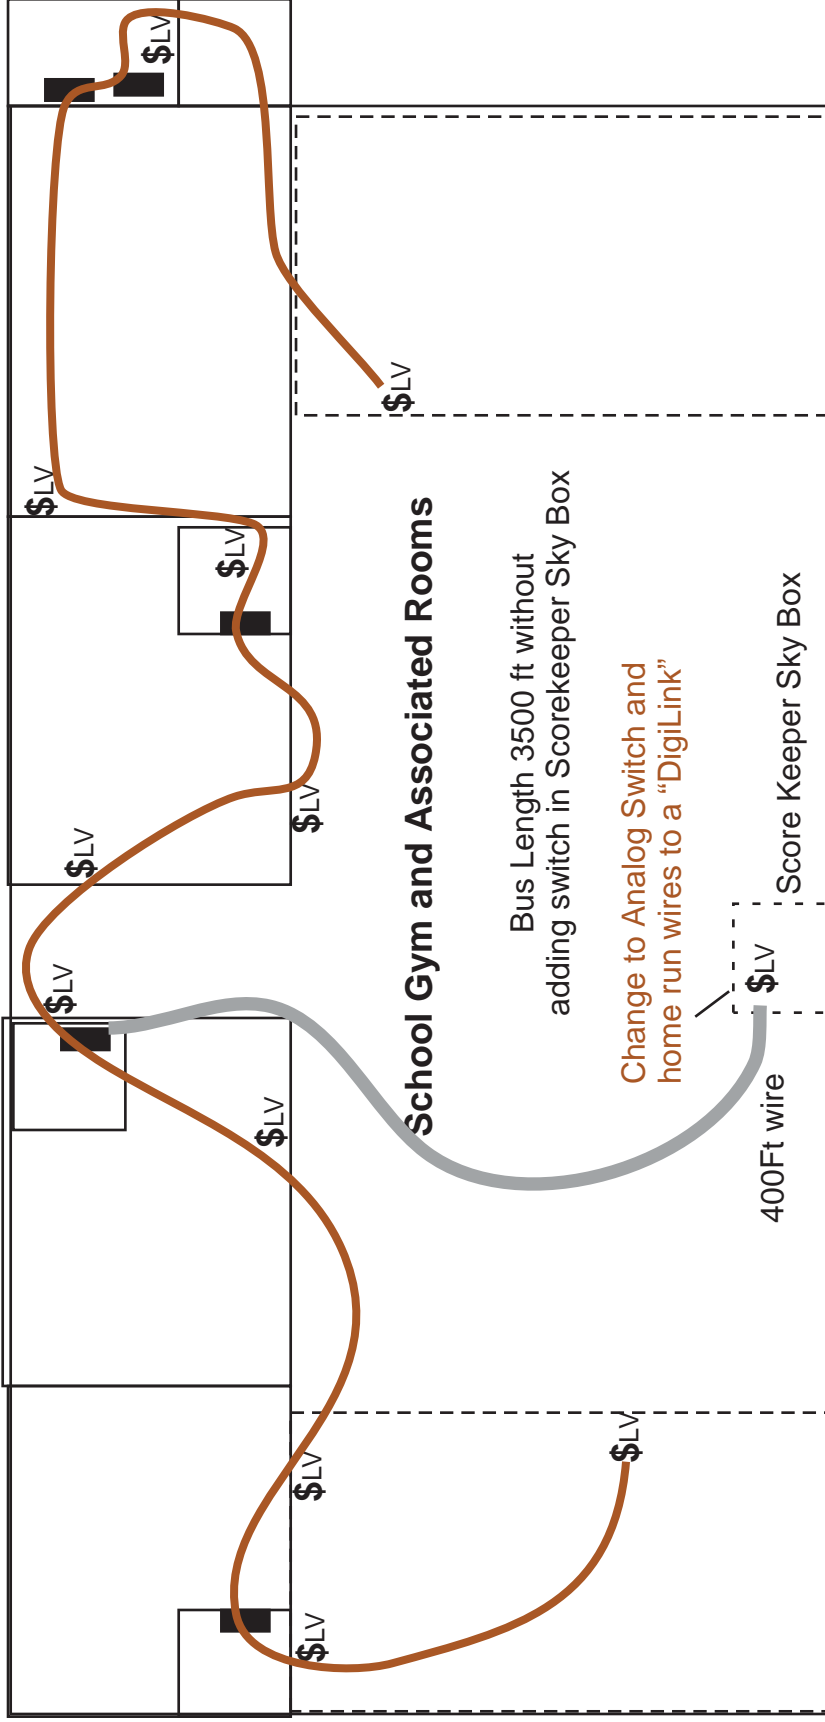 $LV
$LV
$LV
$LV
$LV
$LV
$LV
$LV
$LV
$LV
School Gym and Associated Rooms
Bus Length 3500 ft without
adding switch in Scorekeeper Sky Box
$LV
Change to Analog Switch and
home run wires to a “DigiLink”
$LV
400Ft wire
Score Keeper Sky Box